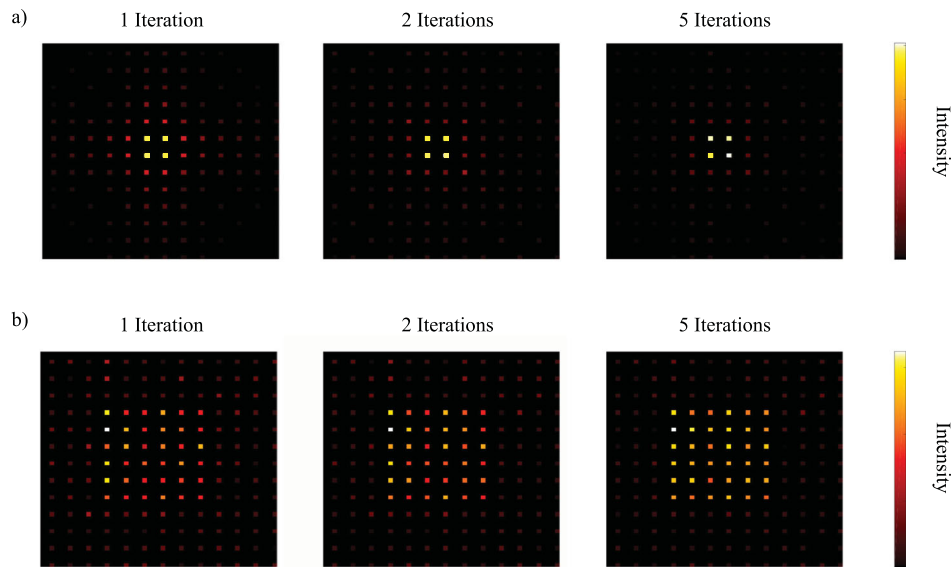 a)
1 Iteration
2 Iterations
5 Iterations
Intensity
b)
1 Iteration
2 Iterations
5 Iterations
Intensity